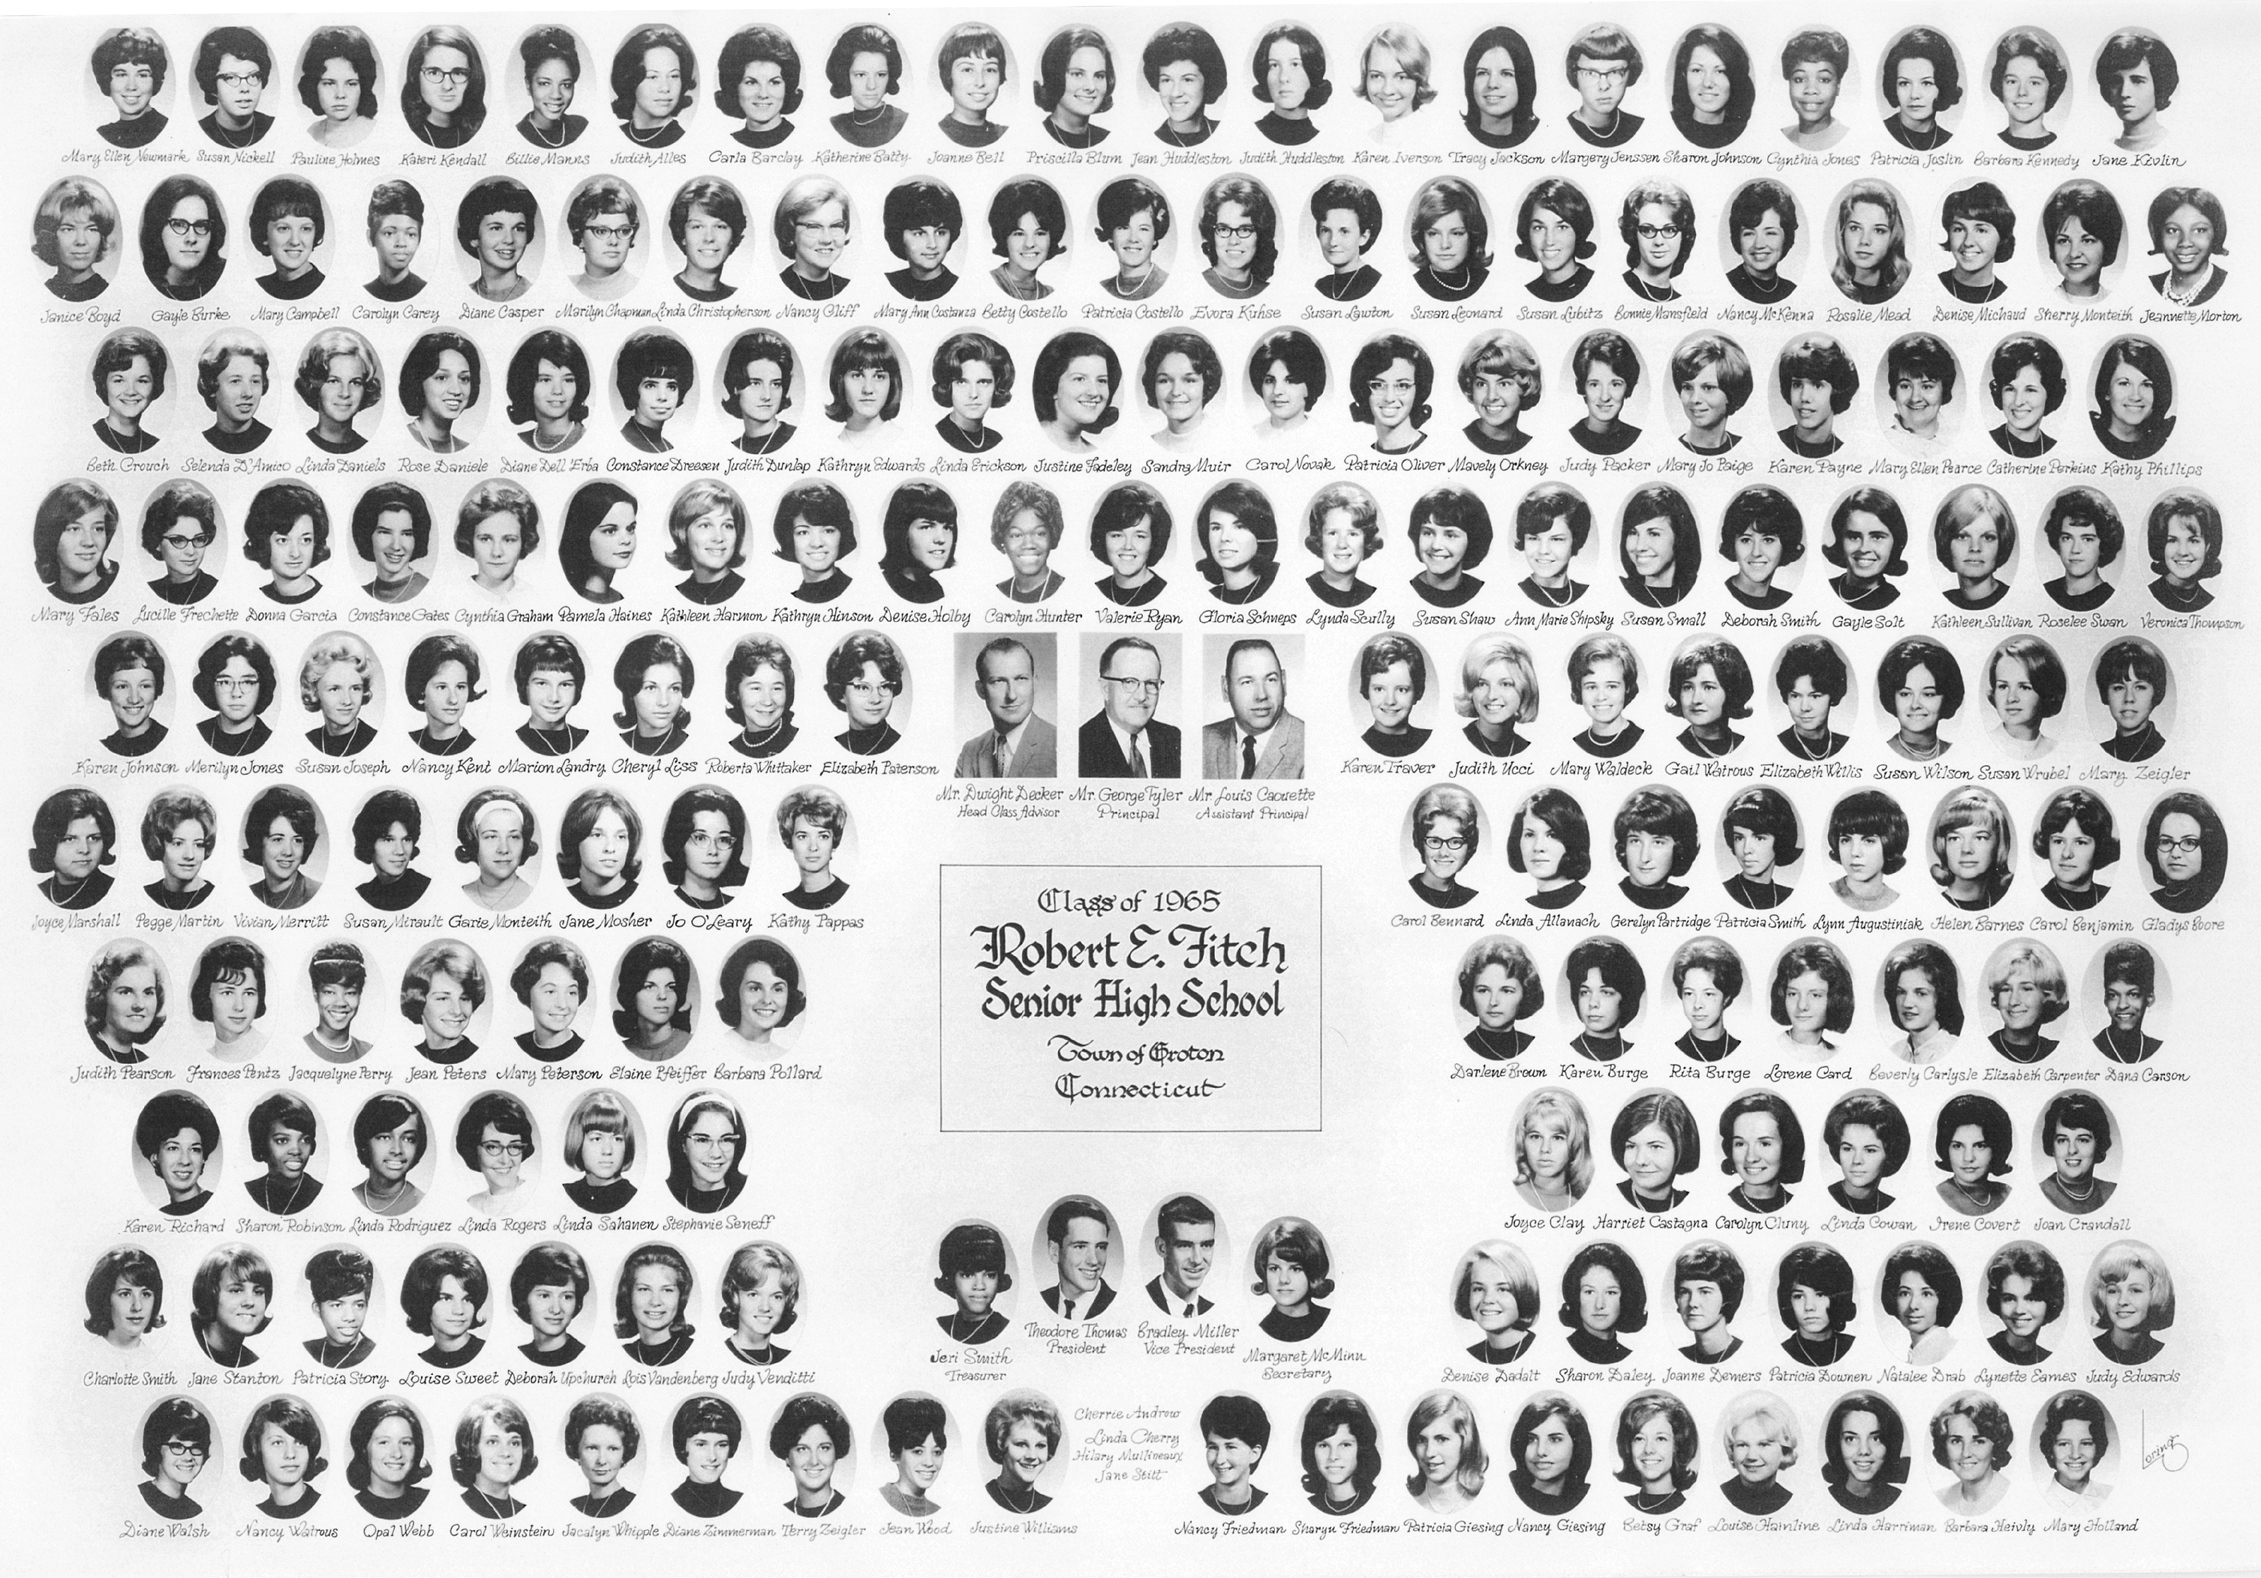 Mary Ellen Newmark Susan Nickell Pauline Holmes Kateri Kendall Billie Manns Judith Alles Carla Barclay Katherine Batty Joanne Bell Priscilla Blum Jean Huddleston Judith Huddleston Karen Iverson Tracy Jackson Margery Jenssen Sharon Johnson Cynthia Jones Patricia Joslin Barbara Kennedy Jane Kivlin
Janice Boyd Gayle Burke Mary Campbell Carolyn Carey Diane Casper Marilyn Chapman Linda Christopherson Nancy Cliff Mary Ann Costanza Betty Costello Patricia Costello Evora Kuhse Susan Lawton Susan Leonard Susan Lubitz Bonnie Mansfield Nancy McKenna Rosalie Mead Denise Michaud Sherry Monteith Jeannette Morton
Beth Crouch Selenda D'Amico Linda Daniels Rose Daniele Diane Dell 'Erba Constance Dreesen Judith Dunlap Kathryn Edwards Linda Erickson Justine Fadeley Sandra Muir Carol Novak Patricia Oliver Mavely Orkney Judy Packer Mary Jo Paige Karen Payne Mary Ellen Pearce Catherine Perkins Kathy Phillips
Mary Fales Lucille Frechette Donna Garcia Constance Gates Cynthia Graham Pamela Haines Kathleen Harmon Kathryn Hinson Denise Holby Carolyn Hunter Valerie Ryan Gloria Schneps Lynda Scully Susan Shaw Ann Marie Shipsky Susan Small Deborah Smith Gayle Solt Kathleen Sullivan Roselee Swan Veronica Thompson
Karen Johnson Merilyn Jones Susan Joseph Nancy Kent Marion Landry Cheryl Liss Roberta Whittaker Elizabeth Paterson
Karen Traver Judith Ucci Mary Waldeck Gail Watrous Elizabeth Willis Susan Wilson Susan Wrubel Mary Zeigler
Mr. Dwight Decker Mr. George Tyler Mr. Louis Caouette
Head Class Advisor Principal Assistant Principal
Joyce Marshall Pegge Martin Vivian Merritt Susan Mirault Garie Monteith Jane Mosher Jo O'Leary Kathy Pappas
Carol Bennard Linda Allanach Gerelyn Partridge Patricia Smith Lynn Augustiniak Helen Barnes Carol Benjamin Gladys Boore
Class of 1965
Robert E. Fitch
Senior High School
Town of Groton
Connecticut
Judith Pearson Frances Pentz Jacquelyne Perry Jean Peters Mary Peterson Elaine Pfeiffer Barbara Pollard
Darlene Brown Karen Burge Rita Burge Lorene Card Beverly Carlysle Elizabeth Carpenter Dana Carson
Karen Richard Sharon Robinson Linda Rodriguez Linda Rogers Linda Sahanen Stephanie Seneff
Joyce Clay Harriet Castagna Carolyn Cluny Linda Cowan Irene Covert Joan Crandall
Jeri Smith
Treasurer
Theodore Thomas
President
Bradley Miller
Vice President
Margaret McMinn
Secretary
Charlotte Smith Jane Stanton Patricia Story Louise Sweet Deborah Upchurch Lois Vandenberg Judy Venditti
Denise Dadalt Sharon Daley Joanne Demers Patricia Downen Natalee Drab Lynette Earnes Judy Edwards
Cherrie Androw
Linda Cherry
Hilary Mullineaux
Jane Stitt
Diane Walsh Nancy Watrous Opal Webb Carol Weinstein Jacalyn Whipple Diane Zimmerman Terry Zeigler Jean Wood Justine Williams
Nancy Friedman Sharyn Friedman Patricia Giesing Nancy Giesing Betsy Graf Louise Hainline Linda Harriman Barbara Heivly Mary Holland
Loring